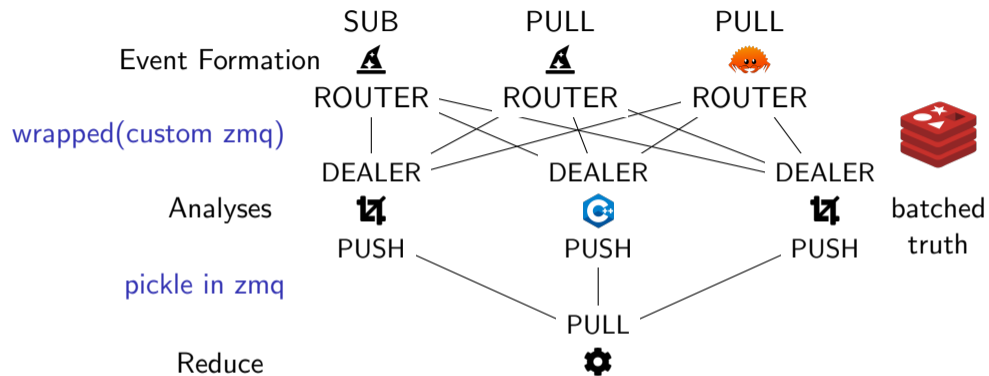 SUB PULL PULL
Event Formation
ROUTER ROUTER ROUTER
wrapped(custom zmq)
DEALER DEALER DEALER
Analyses C++ batched
PUSH PUSH PUSH truth
pickle in zmq
PULL
Reduce